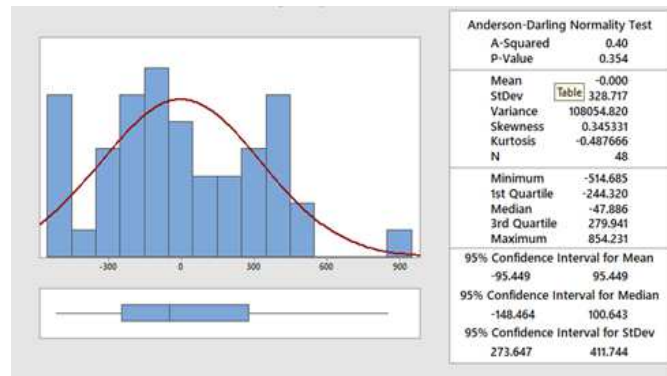 Anderson-Darling Normality Test
A-Squared 0.40
P-Value 0.354
Mean -0.000
StDev 328.717
Table
Variance 108054.820
Skewness 0.345331
Kurtosis -0.487666
N 48
Minimum -514.685
1st Quartile -244.320
Median -47.886
3rd Quartile 279.941
Maximum 854.231
95% Confidence Interval for Mean
-95.449 95.449
95% Confidence Interval for Median
-148.464 100.643
95% Confidence Interval for StDev
273.647 411.744
-300 0 300 600 900